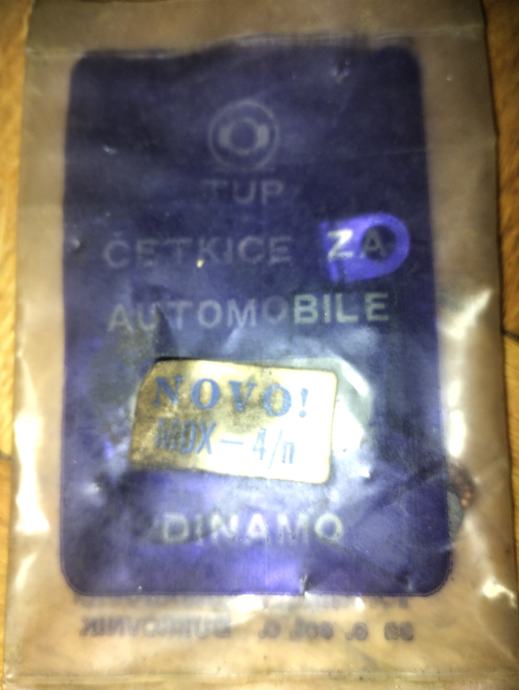 TUP
ČETKICE ZA
AUTOMOBILE
NOVO!
MDX-4/n
DINAMO